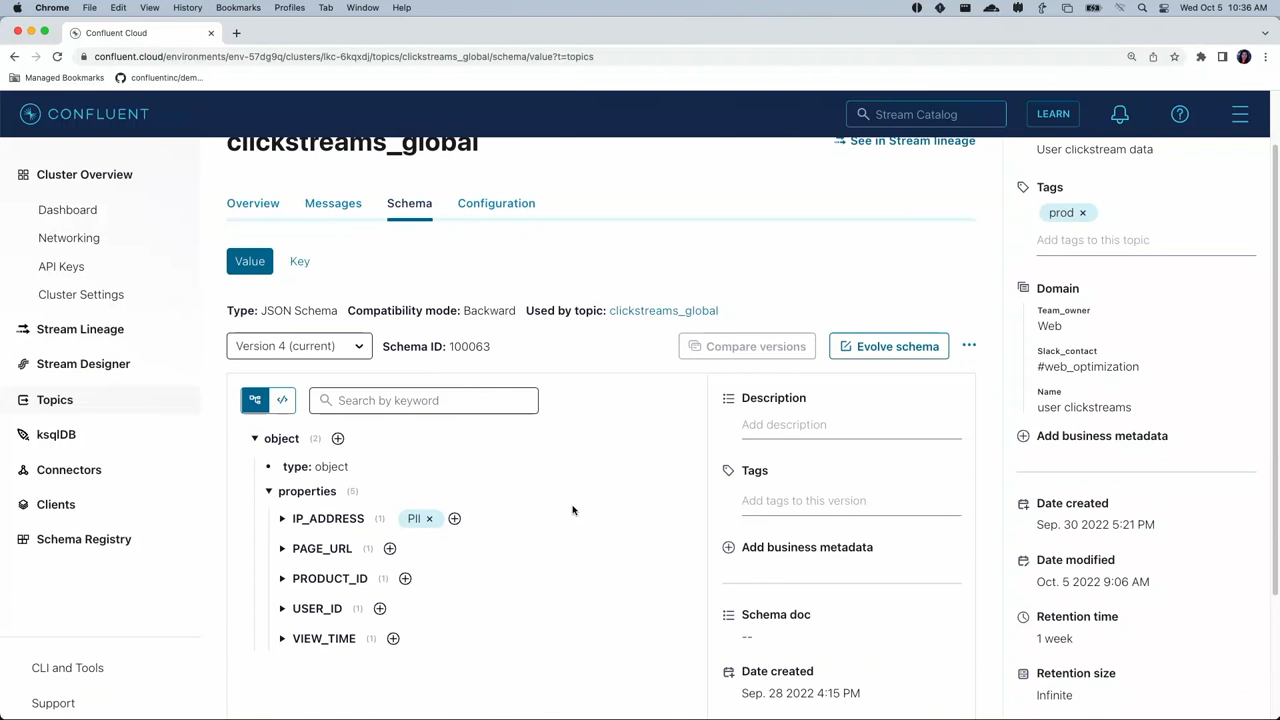 Chrome File Edit View History Bookmarks Profiles Tab Window Help Wed Oct 5 10:36 AM
Confluent Cloud
confluent.cloud/environments/env-57dg9q/clusters/lkc-6kqxdj/topics/clickstreams_global/schema/value?t=topics
Managed Bookmarks confluentinc/dem...
CONFLUENT
Stream Catalog
LEARN
Cluster Overview
Dashboard
Networking
API Keys
Cluster Settings
Stream Lineage
Stream Designer
Topics
ksqlDB
Connectors
Clients
Schema Registry
CLI and Tools
Support
clickstreams_global
See in Stream lineage
Overview Messages Schema Configuration
Value Key
Type: JSON Schema Compatibility mode: Backward Used by topic: clickstreams_global
Version 4 (current) Schema ID: 100063 Compare versions Evolve schema
Search by keyword
object (2)
type: object
properties (5)
IP_ADDRESS (1) PII
PAGE_URL (1)
PRODUCT_ID (1)
USER_ID (1)
VIEW_TIME (1)
Description
Add description
Tags
Add tags to this version
Add business metadata
Schema doc
--
Date created
Sep. 28 2022 4:15 PM
User clickstream data
Tags
prod
Add tags to this topic
Domain
Team_owner
Web
Slack_contact
#web_optimization
Name
user clickstreams
Add business metadata
Date created
Sep. 30 2022 5:21 PM
Date modified
Oct. 5 2022 9:06 AM
Retention time
1 week
Retention size
Infinite